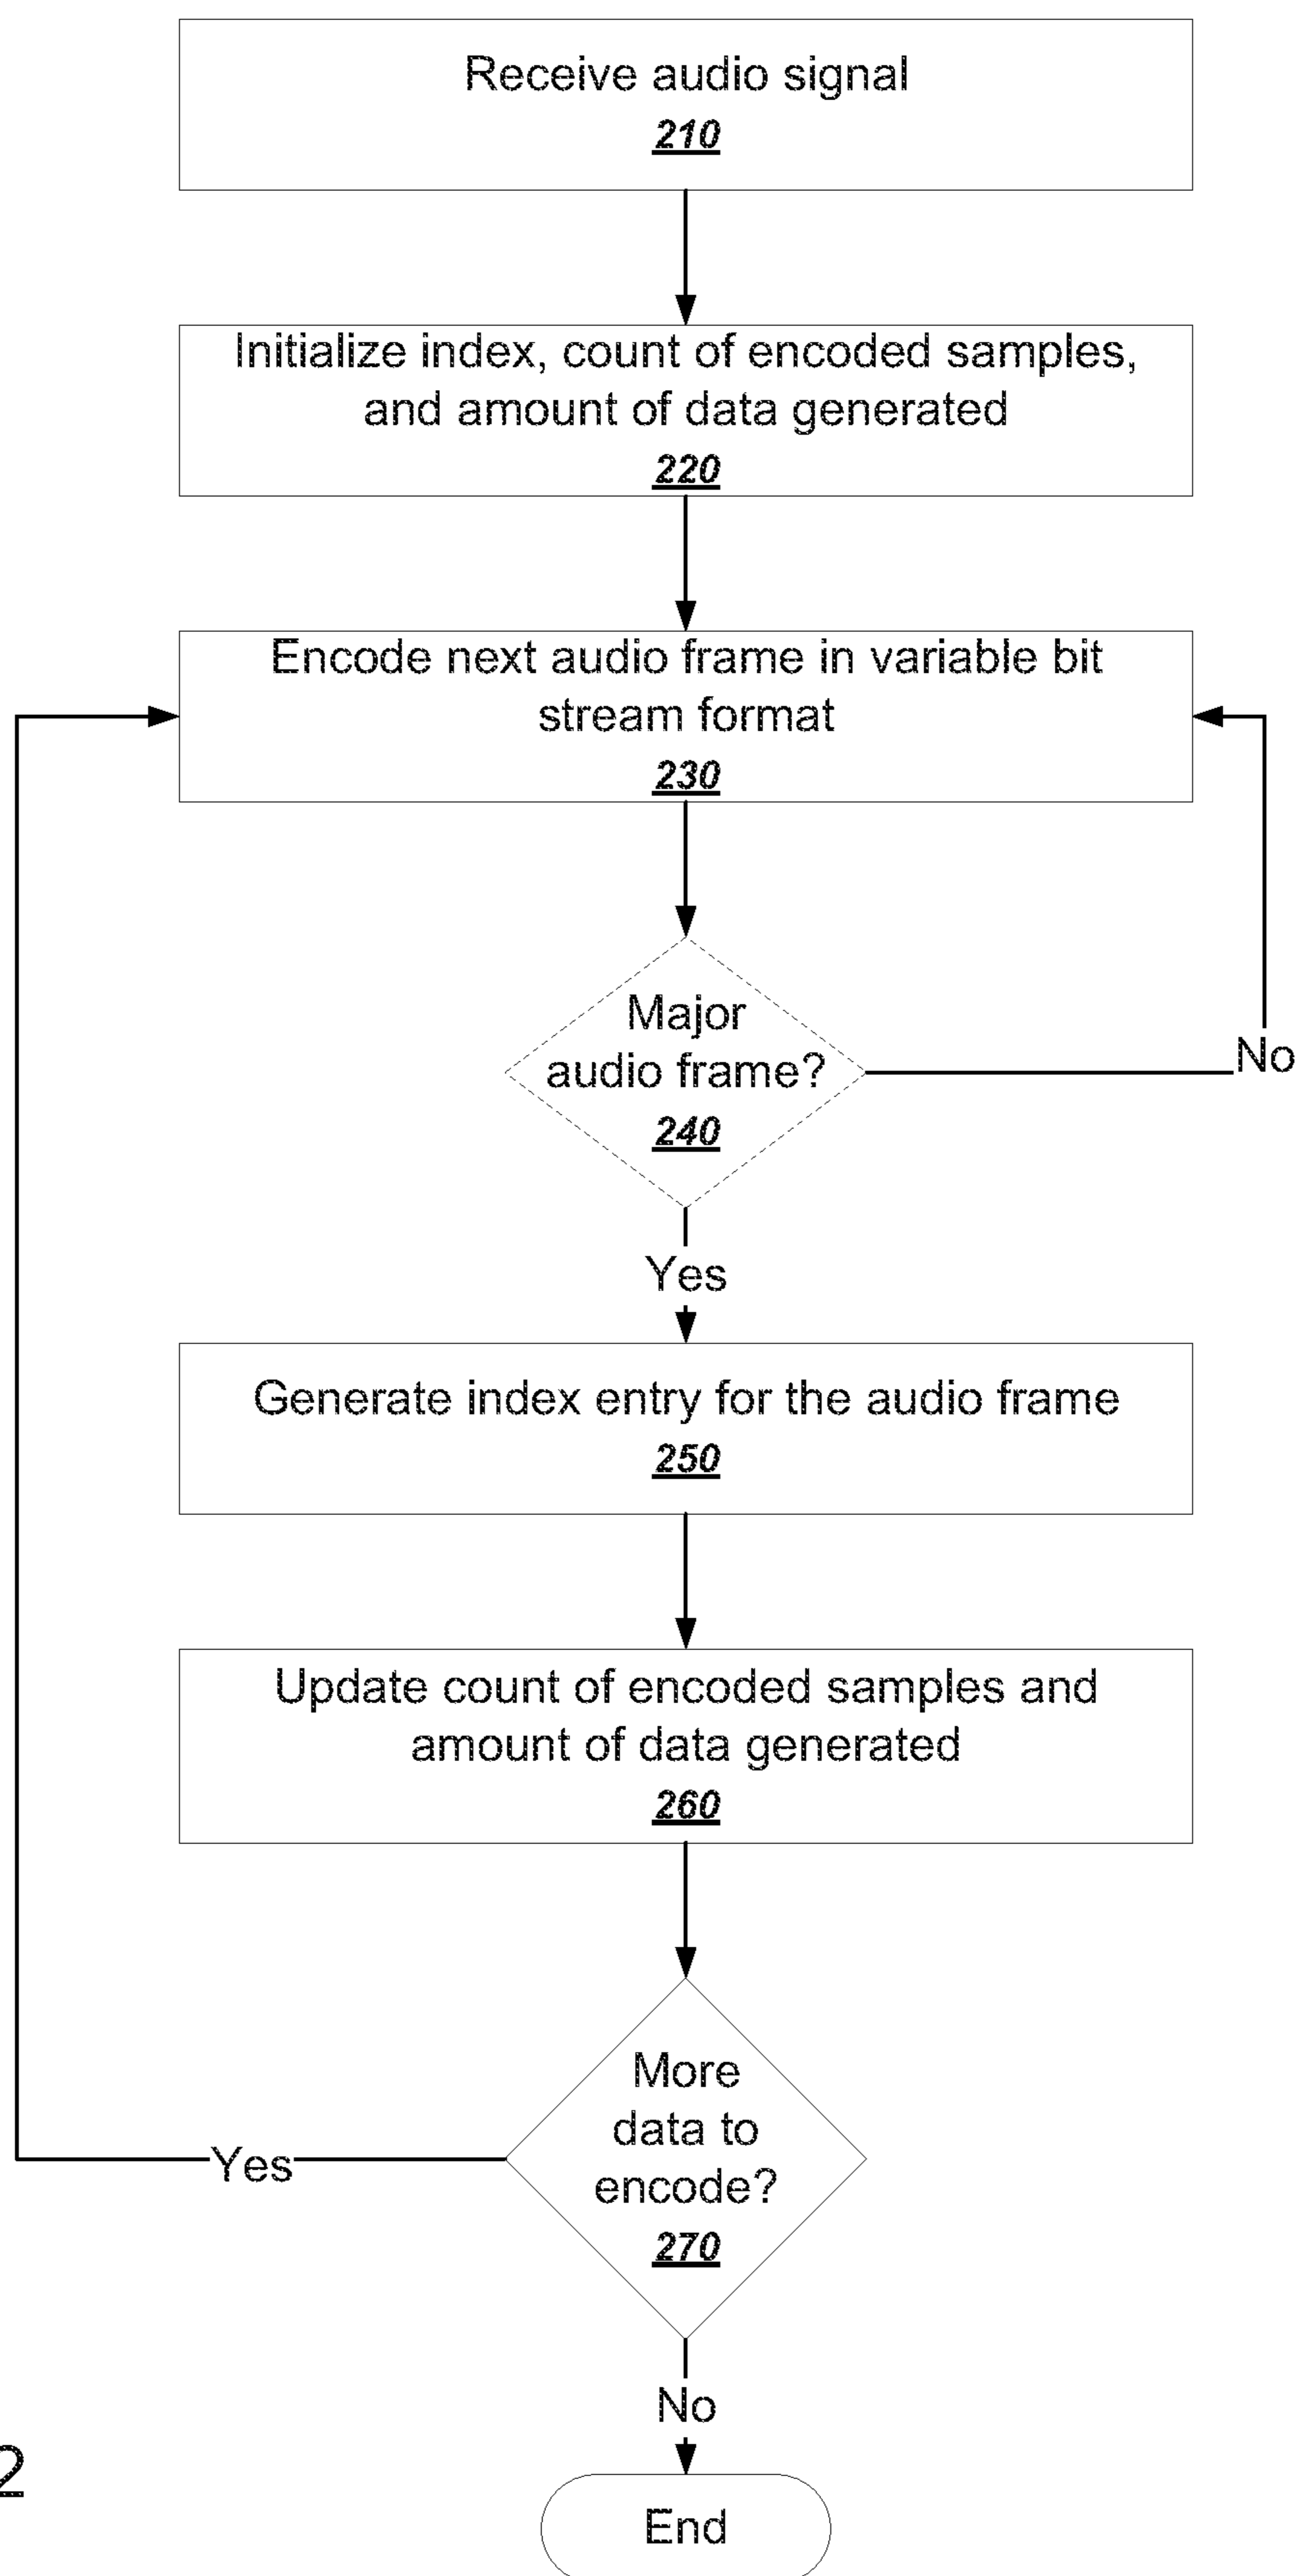 Receive audio signal
210
Initialize index, count of encoded samples,
and amount of data generated
220
Encode next audio frame in variable bit
stream format
230
Major
audio frame?
240
No
Yes
Generate index entry for the audio frame
250
Update count of encoded samples and
amount of data generated
260
More
data to
encode?
270
Yes
No
2
End